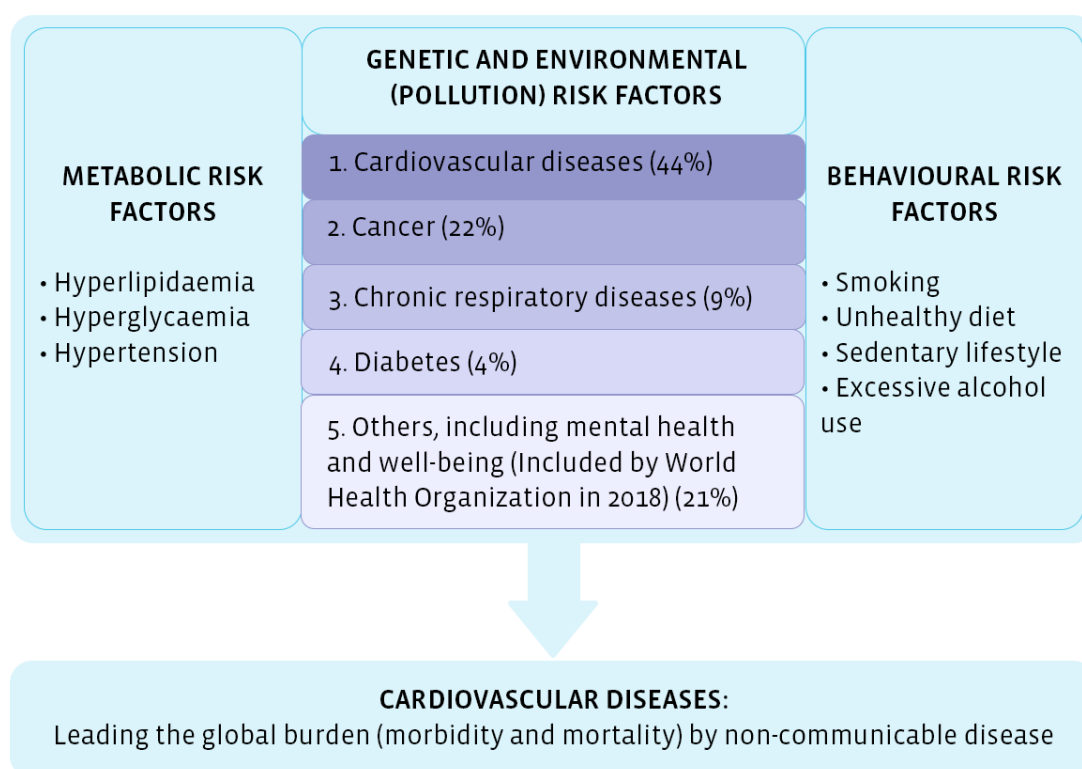 GENETIC AND ENVIRONMENTAL
(POLLUTION) RISK FACTORS
METABOLIC RISK
FACTORS
• Hyperlipidaemia
• Hyperglycaemia
• Hypertension
1. Cardiovascular diseases (44%)
2. Cancer (22%)
3. Chronic respiratory diseases (9%)
4. Diabetes (4%)
5. Others, including mental health
and well-being (Included by World
Health Organization in 2018) (21%)
BEHAVIOURAL RISK
FACTORS
• Smoking
• Unhealthy diet
• Sedentary lifestyle
• Excessive alcohol
use
CARDIOVASCULAR DISEASES:
Leading the global burden (morbidity and mortality) by non-communicable disease